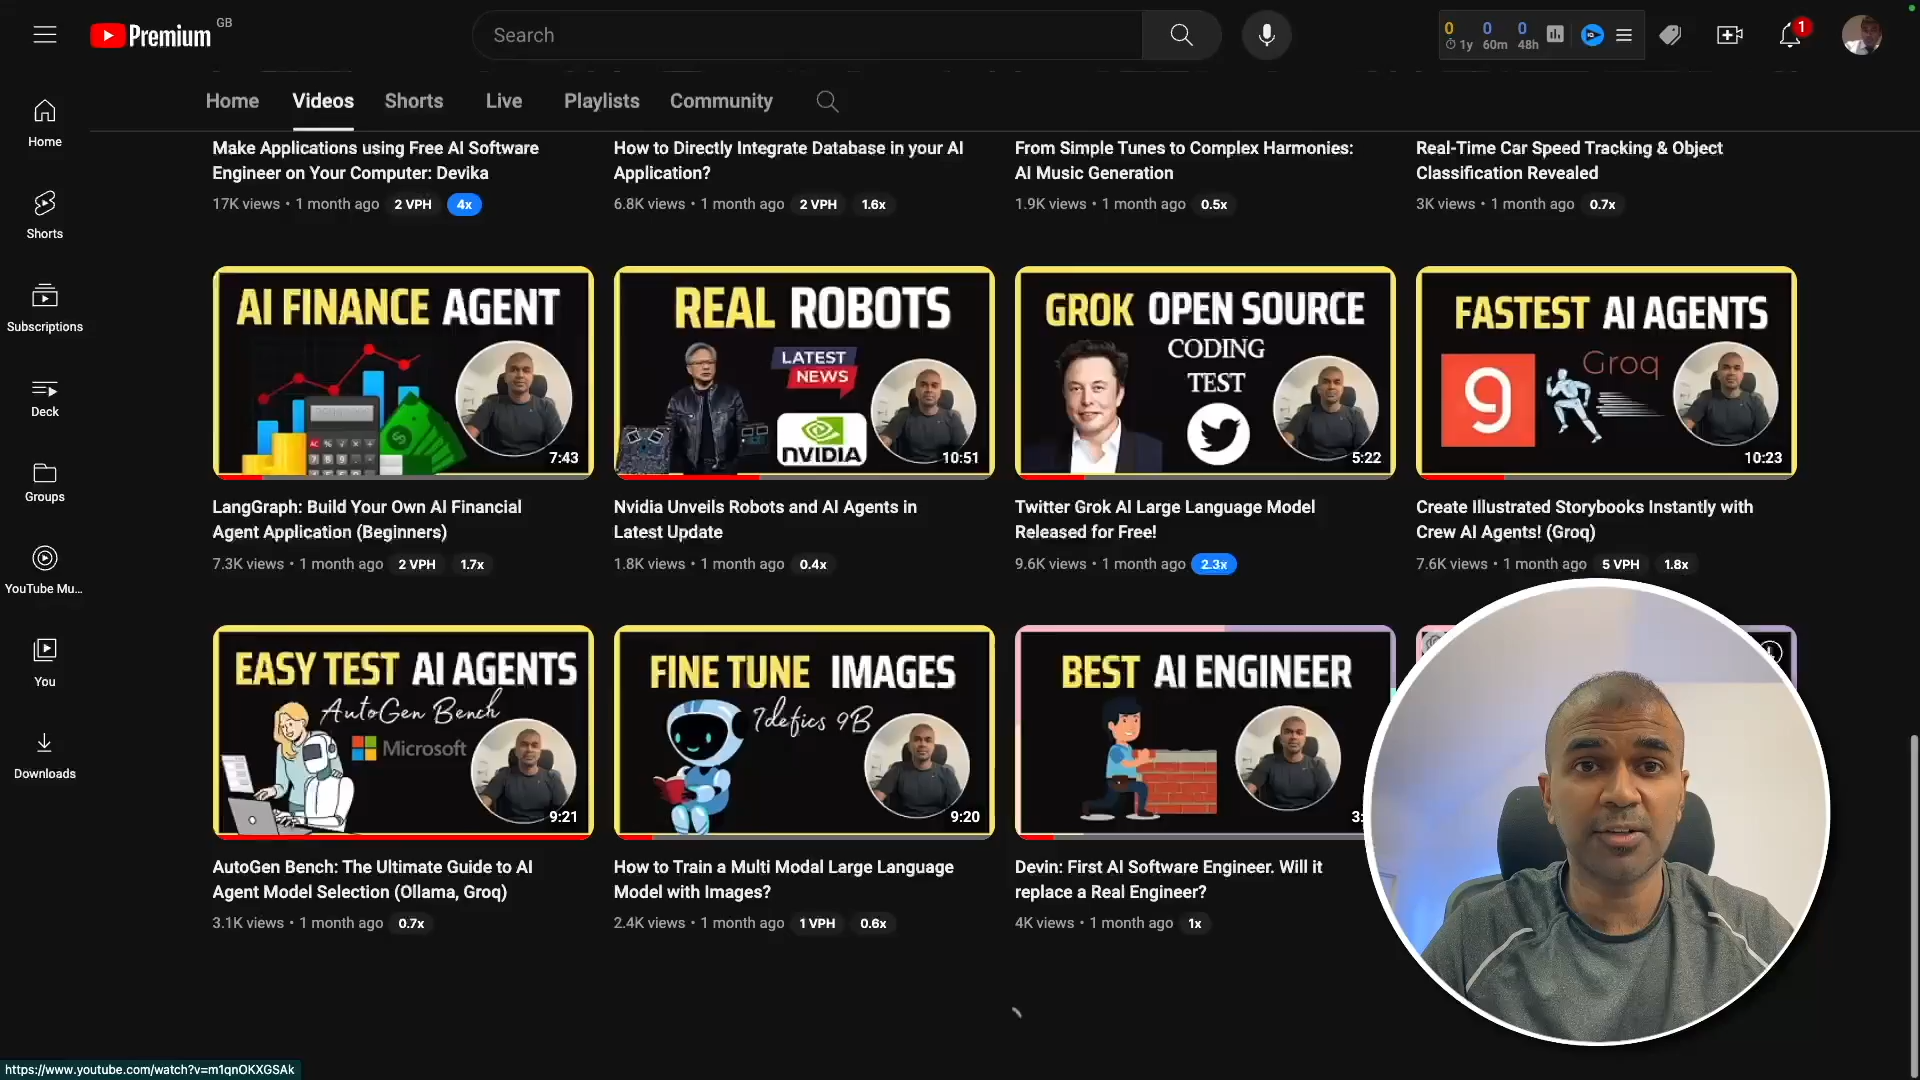 Premium
GB
Search
0 0 0
1y 60m 48h
1
Home
Shorts
Subscriptions
Deck
Groups
YouTube Mu...
You
Downloads
Home Videos Shorts Live Playlists Community
Make Applications using Free AI Software
Engineer on Your Computer: Devika
17K views • 1 month ago 2 VPH 4x
How to Directly Integrate Database in your AI
Application?
6.8K views • 1 month ago 2 VPH 1.6x
From Simple Tunes to Complex Harmonies:
AI Music Generation
1.9K views • 1 month ago 0.5x
Real-Time Car Speed Tracking & Object
Classification Revealed
3K views • 1 month ago 0.7x
AI FINANCE AGENT
7:43
LangGraph: Build Your Own AI Financial
Agent Application (Beginners)
7.3K views • 1 month ago 2 VPH 1.7x
REAL ROBOTS
LATEST
NEWS
NVIDIA
10:51
Nvidia Unveils Robots and AI Agents in
Latest Update
1.8K views • 1 month ago 0.4x
GROK OPEN SOURCE
CODING
TEST
5:22
Twitter Grok AI Large Language Model
Released for Free!
9.6K views • 1 month ago 2.3x
FASTEST AI AGENTS
Groq
10:23
Create Illustrated Storybooks Instantly with
Crew AI Agents! (Groq)
7.6K views • 1 month ago 5 VPH 1.8x
EASY TEST AI AGENTS
AutoGen Bench
Microsoft
9:21
AutoGen Bench: The Ultimate Guide to AI
Agent Model Selection (Ollama, Groq)
3.1K views • 1 month ago 0.7x
FINE TUNE IMAGES
Idefics 9B
9:20
How to Train a Multi Modal Large Language
Model with Images?
2.4K views • 1 month ago 1 VPH 0.6x
BEST AI ENGINEER
3:
Devin: First AI Software Engineer. Will it
replace a Real Engineer?
4K views • 1 month ago 1x
https://www.youtube.com/watch?v=m1qnOKXGSAk